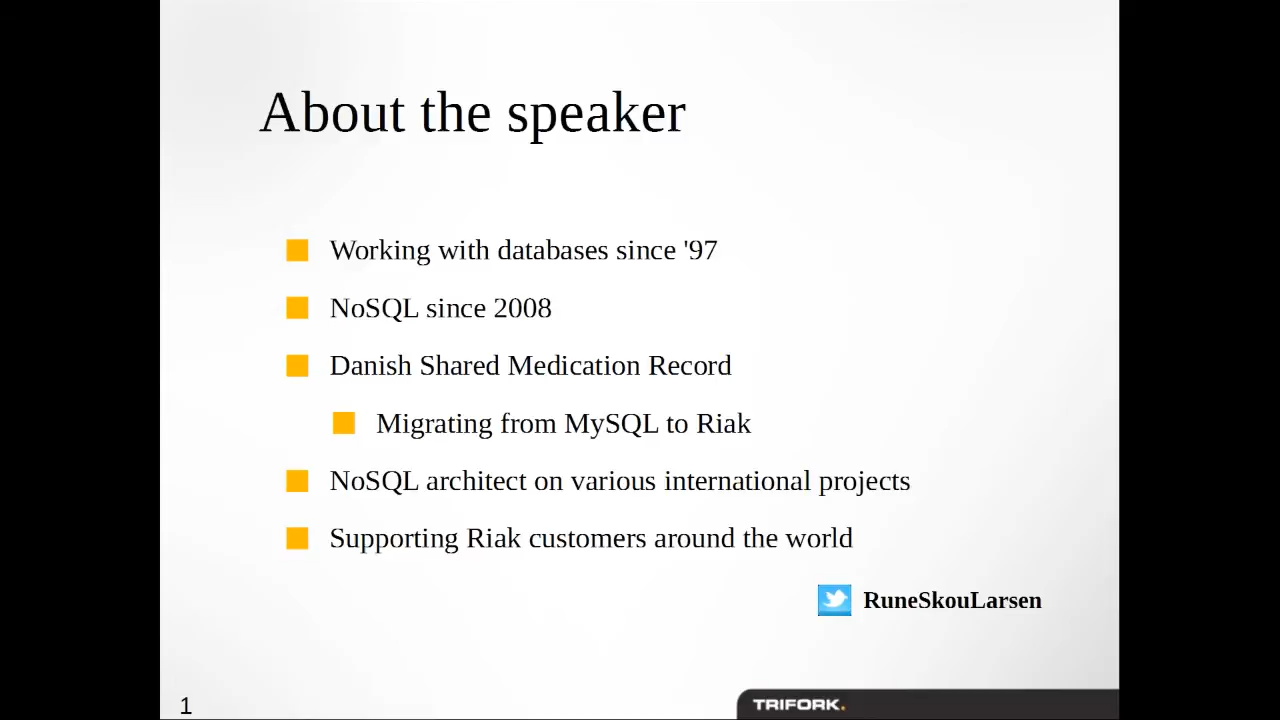 About the speaker
Working with databases since '97
NoSQL since 2008
Danish Shared Medication Record
Migrating from MySQL to Riak
NoSQL architect on various international projects
Supporting Riak customers around the world
RuneSkouLarsen
1
TRIFORK.